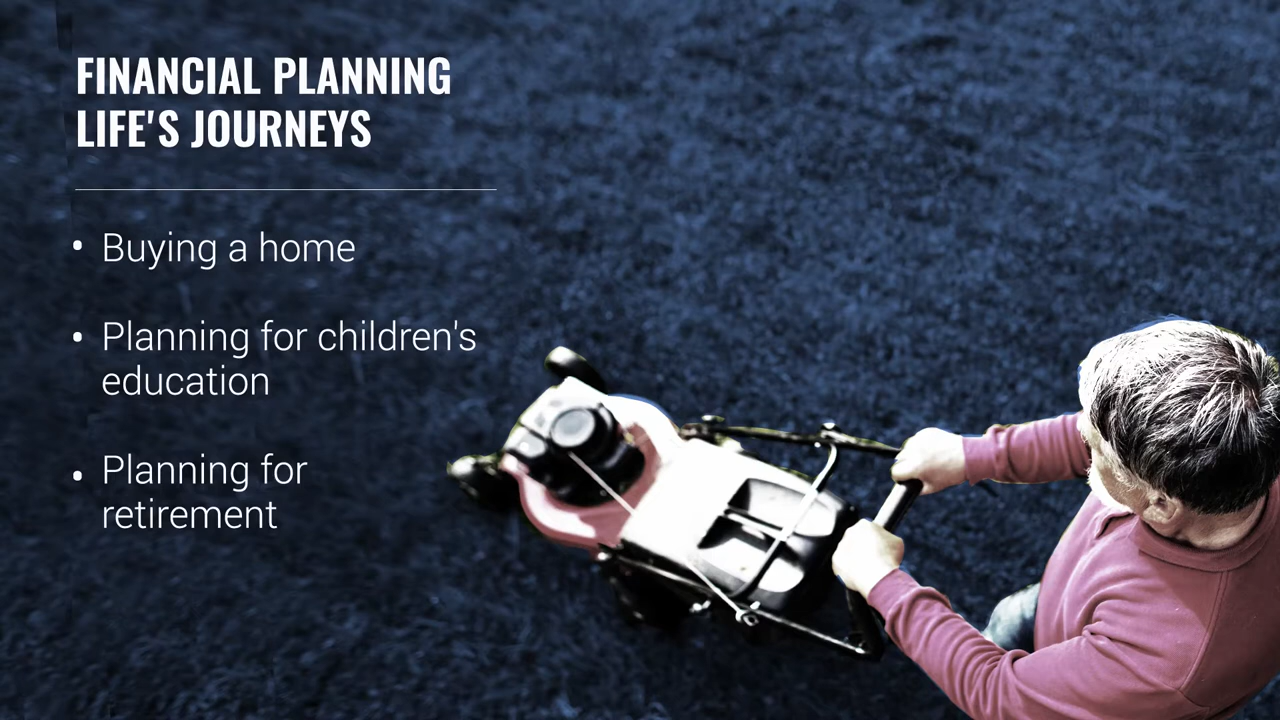 FINANCIAL PLANNING
LIFE'S JOURNEYS
• Buying a home
• Planning for children's
education
• Planning for
retirement